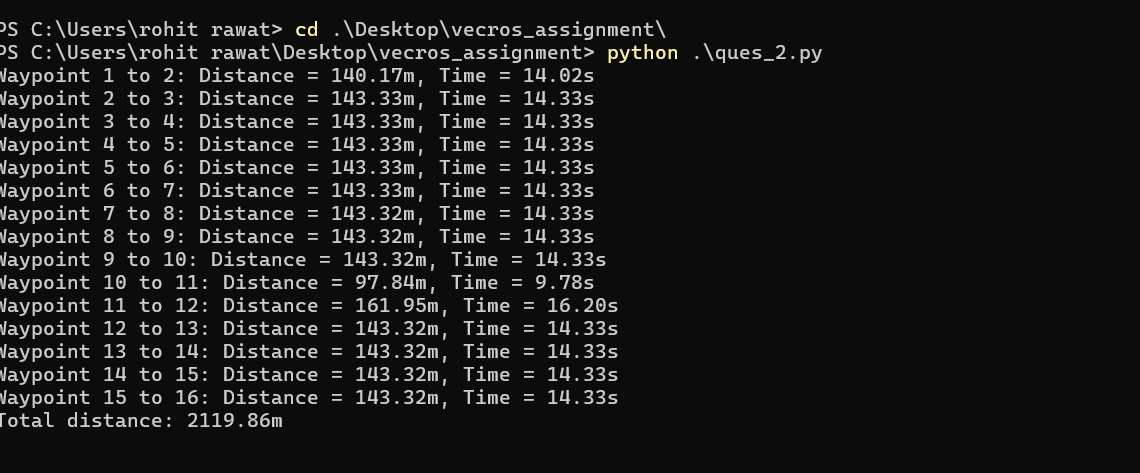 PS C:\Users\rohit rawat> cd .\Desktop\vecros_assignment\
PS C:\Users\rohit rawat\Desktop\vecros_assignment> python .\ques_2.py
Waypoint 1 to 2: Distance = 140.17m, Time = 14.02s
Waypoint 2 to 3: Distance = 143.33m, Time = 14.33s
Waypoint 3 to 4: Distance = 143.33m, Time = 14.33s
Waypoint 4 to 5: Distance = 143.33m, Time = 14.33s
Waypoint 5 to 6: Distance = 143.33m, Time = 14.33s
Waypoint 6 to 7: Distance = 143.33m, Time = 14.33s
Waypoint 7 to 8: Distance = 143.32m, Time = 14.33s
Waypoint 8 to 9: Distance = 143.32m, Time = 14.33s
Waypoint 9 to 10: Distance = 143.32m, Time = 14.33s
Waypoint 10 to 11: Distance = 97.84m, Time = 9.78s
Waypoint 11 to 12: Distance = 161.95m, Time = 16.20s
Waypoint 12 to 13: Distance = 143.32m, Time = 14.33s
Waypoint 13 to 14: Distance = 143.32m, Time = 14.33s
Waypoint 14 to 15: Distance = 143.32m, Time = 14.33s
Waypoint 15 to 16: Distance = 143.32m, Time = 14.33s
Total distance: 2119.86m